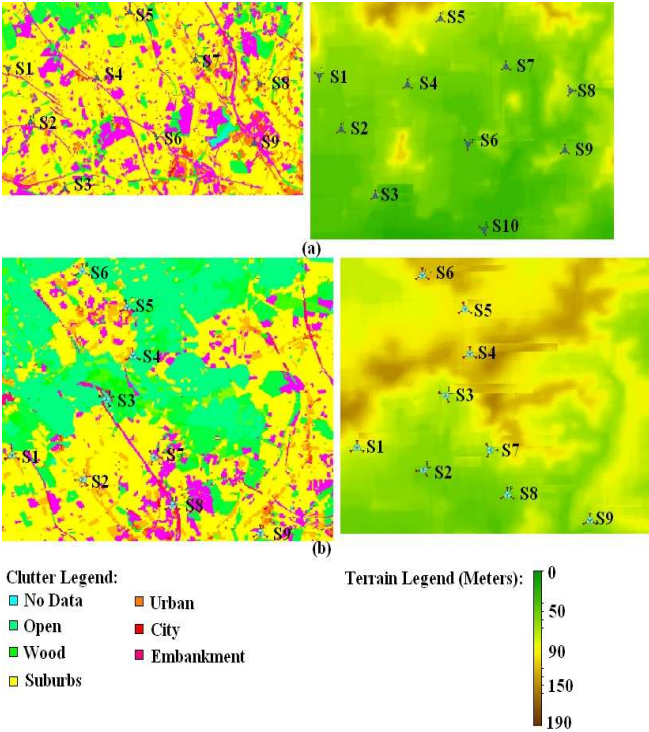 S5
S1
S4
S7
S8
S2
S6
S9
S3
S5
S1
S4
S7
S8
S2
S6
S9
S3
S10
(a)
S6
S5
S4
S3
S1
S2
S7
S8
S9
S6
S5
S4
S3
S1
S2
S7
S8
S9
(b)
Clutter Legend:
No Data
Open
Wood
Suburbs
Urban
City
Embankment
Terrain Legend (Meters):
0
50
90
150
190